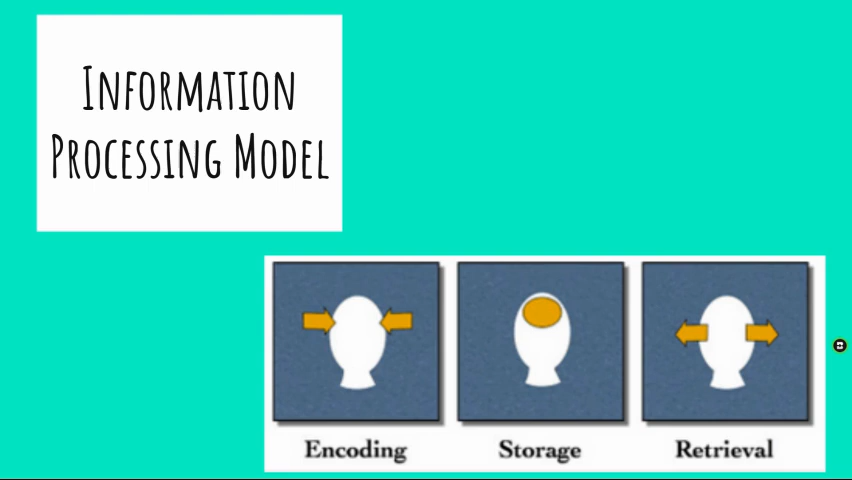 Information
Processing Model
Encoding
Storage
Retrieval